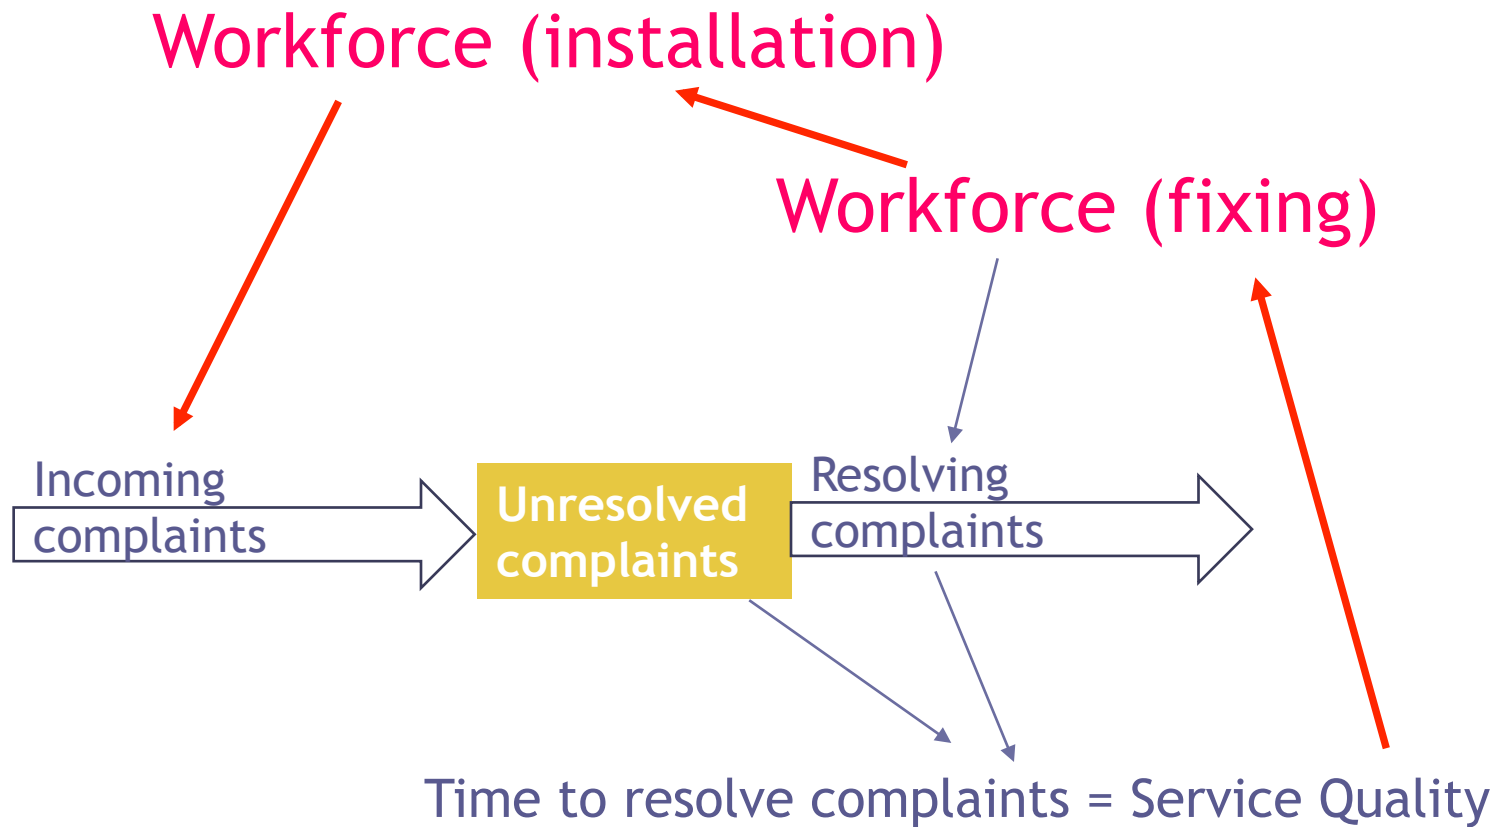 Workforce (installation)
Workforce (fixing)
Incoming
complaints
Unresolved
complaints
Resolving
complaints
Time to resolve complaints = Service Quality